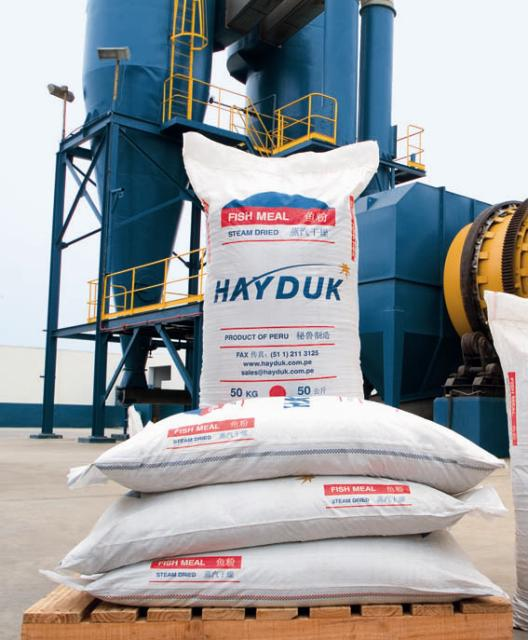 FISH MEAL 鱼粉
STEAM DRIED 蒸汽干燥
HAYDUK
PRODUCT OF PERU 秘鲁制造
FAX 传真: (51 1) 211 3125
www.hayduk.com.pe
sales@hayduk.com.pe
50 KG 50 公斤
FISH MEAL 鱼粉
STEAM DRIED 蒸汽干燥
FISH MEAL 鱼粉
STEAM DRIED 蒸汽干燥
FISH MEAL 鱼粉
STEAM DRIED 蒸汽干燥